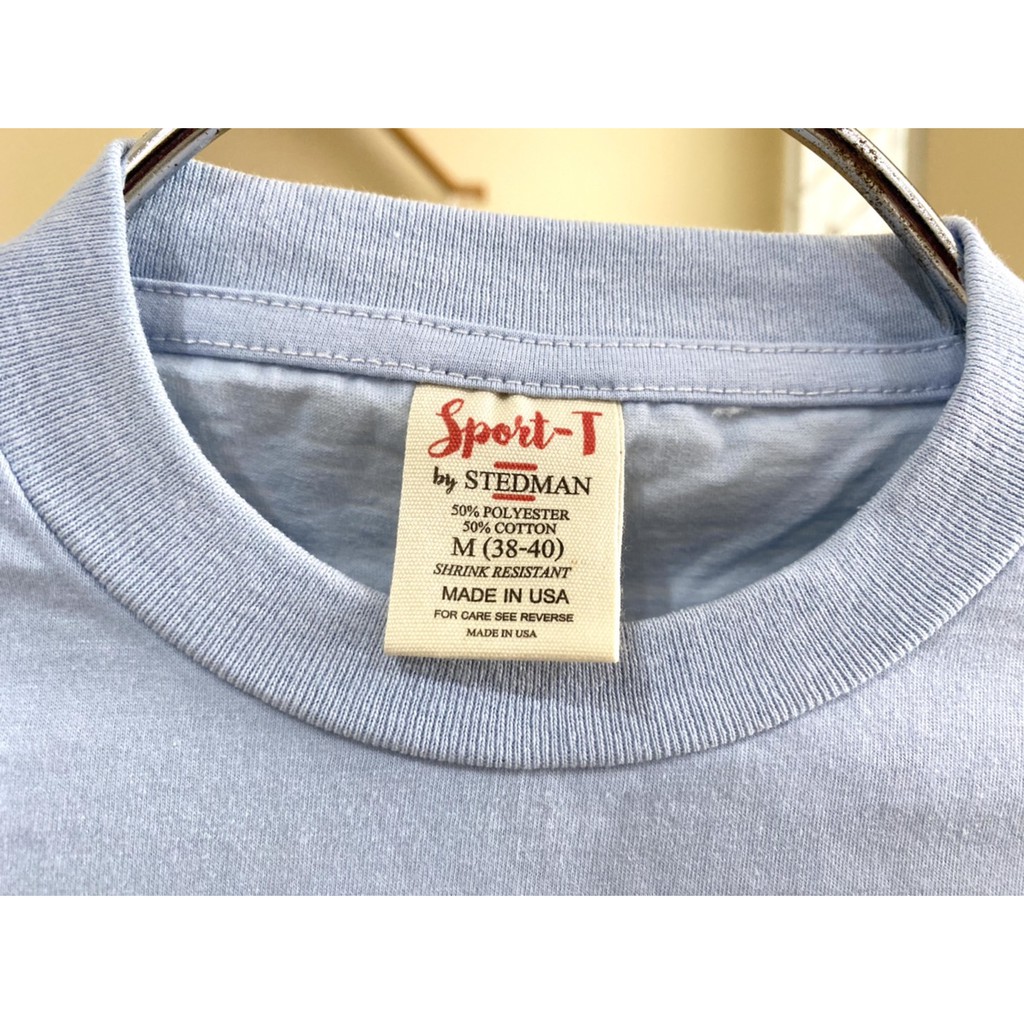 Sport-T
by STEDMAN
50% POLYESTER
50% COTTON
M (38-40)
SHRINK RESISTANT
MADE IN USA
FOR CARE SEE REVERSE
MADE IN USA